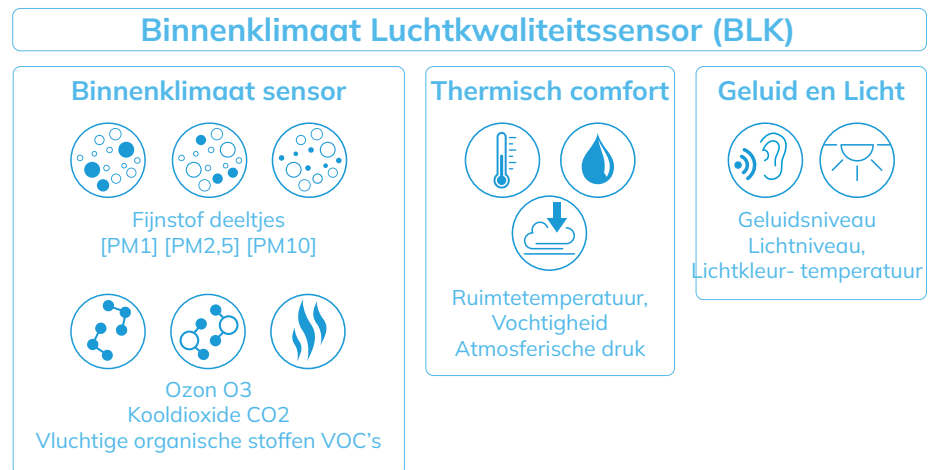 Binnenklimaat Luchtkwaliteitssensor (BLK)
Binnenklimaat sensor
Fijnstof deeltjes
[PM1] [PM2,5] [PM10]
Ozon O3
Kooldioxide CO2
Vluchtige organische stoffen VOC's
Thermisch comfort
Ruimtetemperatuur,
Vochtigheid
Atmosferische druk
Geluid en Licht
Geluidsniveau
Lichtniveau,
Lichtkleur- temperatuur